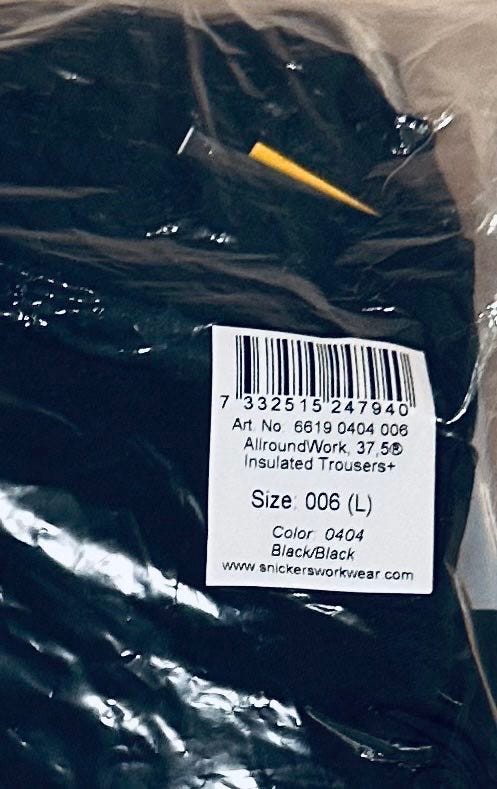 7 332515 247940
Art. No: 6619 0404 006
AllroundWork, 37,5®
Insulated Trousers+
Size: 006 (L)
Color: 0404
Black/Black
www.snickersworkwear.com